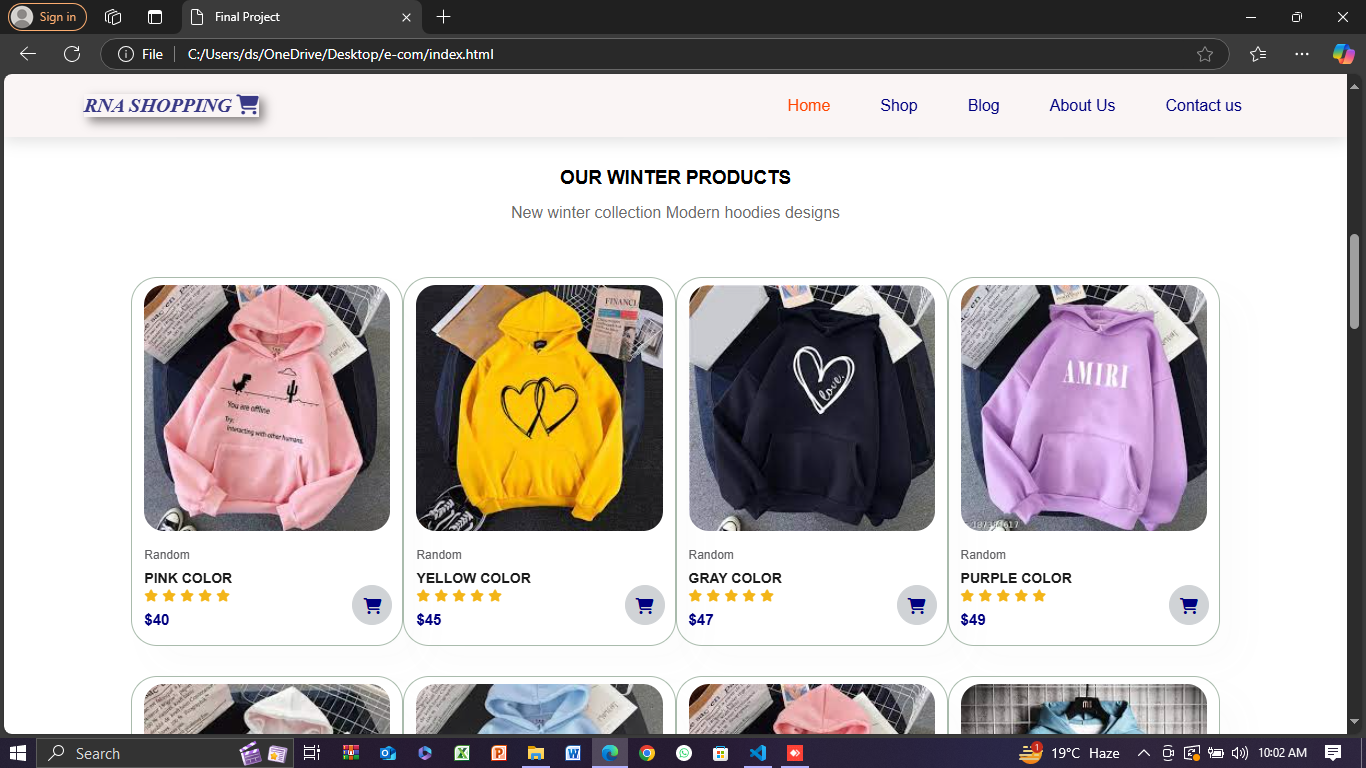 Sign in
Final Project
File
C:/Users/ds/OneDrive/Desktop/e-com/index.html
RNA SHOPPING
Home
Shop
Blog
About Us
Contact us
OUR WINTER PRODUCTS
New winter collection Modern hoodies designs
You are offline
Try:
Interacting with other humans.
FINANCI
love.
AMIRI
Random
PINK COLOR
$40
Random
YELLOW COLOR
$45
Random
GRAY COLOR
$47
Random
PURPLE COLOR
$49
Search
1
19°C Haze
10:02 AM